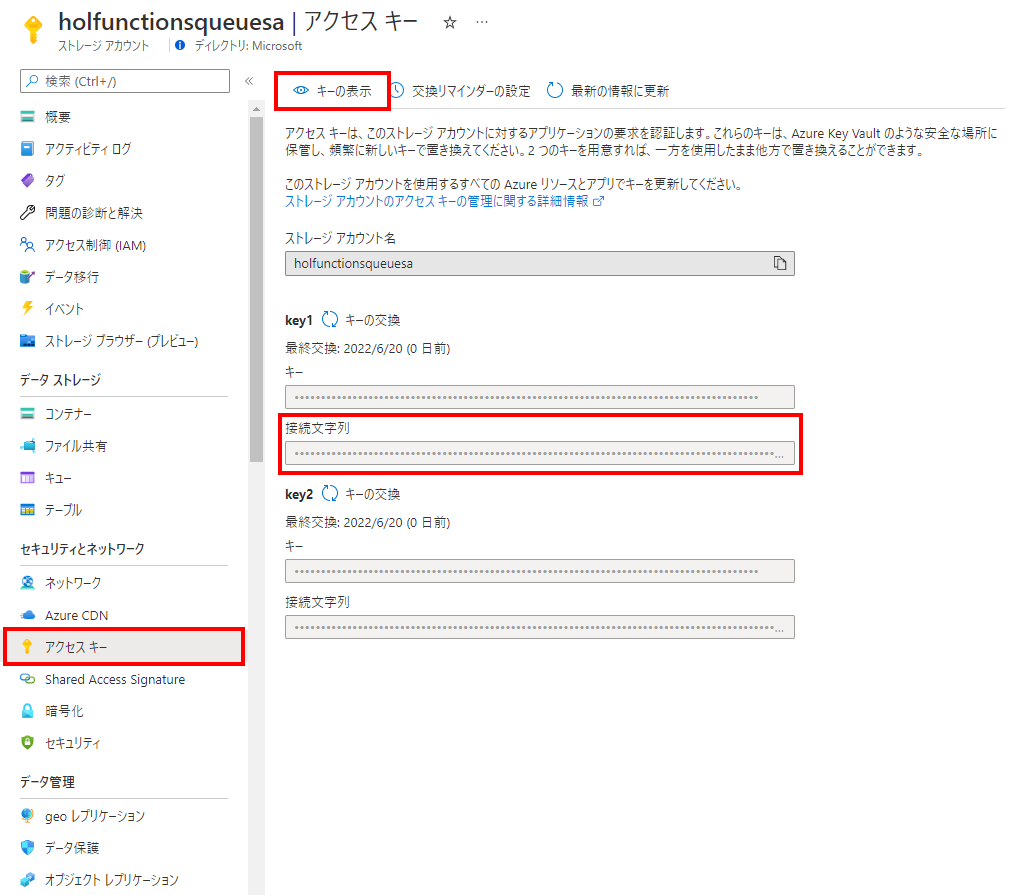 holfunctionsqueuesa | アクセス キー ☆ …
ストレージ アカウント ディレクトリ: Microsoft
検索 (Ctrl+/) «
概要
アクティビティ ログ
タグ
問題の診断と解決
アクセス制御 (IAM)
データ移行
イベント
ストレージ ブラウザー (プレビュー)
データ ストレージ
コンテナー
ファイル共有
キュー
テーブル
セキュリティとネットワーク
ネットワーク
Azure CDN
アクセス キー
Shared Access Signature
暗号化
セキュリティ
データ管理
geo レプリケーション
データ保護
オブジェクト レプリケーション
キーの表示 交換リマインダーの設定 最新の情報に更新
アクセス キーは、このストレージ アカウントに対するアプリケーションの要求を認証します。これらのキーは、Azure Key Vault のような安全な場所に
保管し、頻繁に新しいキーで置き換えてください。2 つのキーを用意すれば、一方を使用したまま他方で置き換えることができます。
このストレージ アカウントを使用するすべての Azure リソースとアプリでキーを更新してください。
ストレージ アカウントのアクセス キーの管理に関する詳細情報
ストレージ アカウント名
holfunctionsqueuesa
key1 キーの交換
最終交換: 2022/6/20 (0 日前)
キー
接続文字列
key2 キーの交換
最終交換: 2022/6/20 (0 日前)
キー
接続文字列